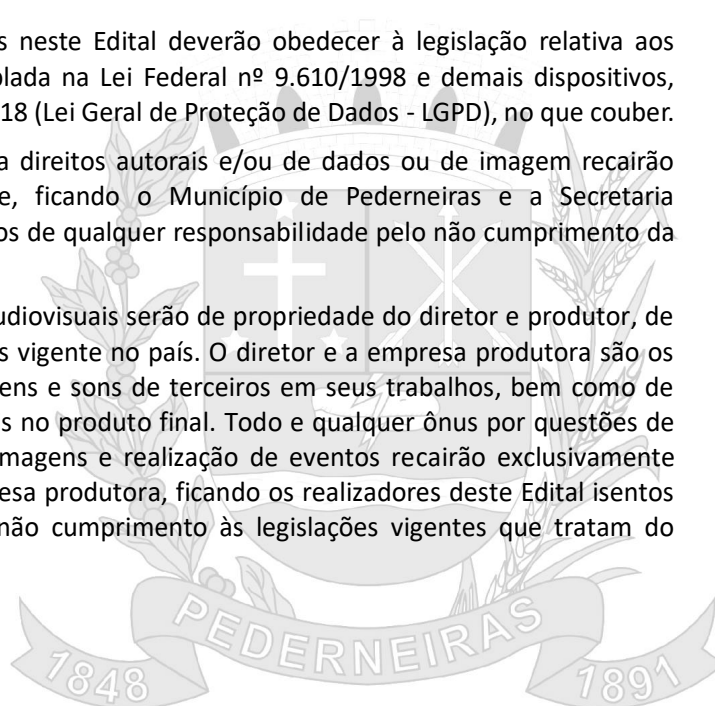 s neste Edital deverão obedecer à legislação relativa aos
olada na Lei Federal nº 9.610/1998 e demais dispositivos,
18 (Lei Geral de Proteção de Dados - LGPD), no que couber.
a direitos autorais e/ou de dados ou de imagem recairão
e, ficando o Município de Pederneiras e a Secretaria
os de qualquer responsabilidade pelo não cumprimento da
udiovisuais serão de propriedade do diretor e produtor, de
s vigente no país. O diretor e a empresa produtora são os
ens e sons de terceiros em seus trabalhos, bem como de
s no produto final. Todo e qualquer ônus por questões de
magens e realização de eventos recairão exclusivamente
esa produtora, ficando os realizadores deste Edital isentos
não cumprimento às legislações vigentes que tratam do
1848 PEDERNEIRAS 1891